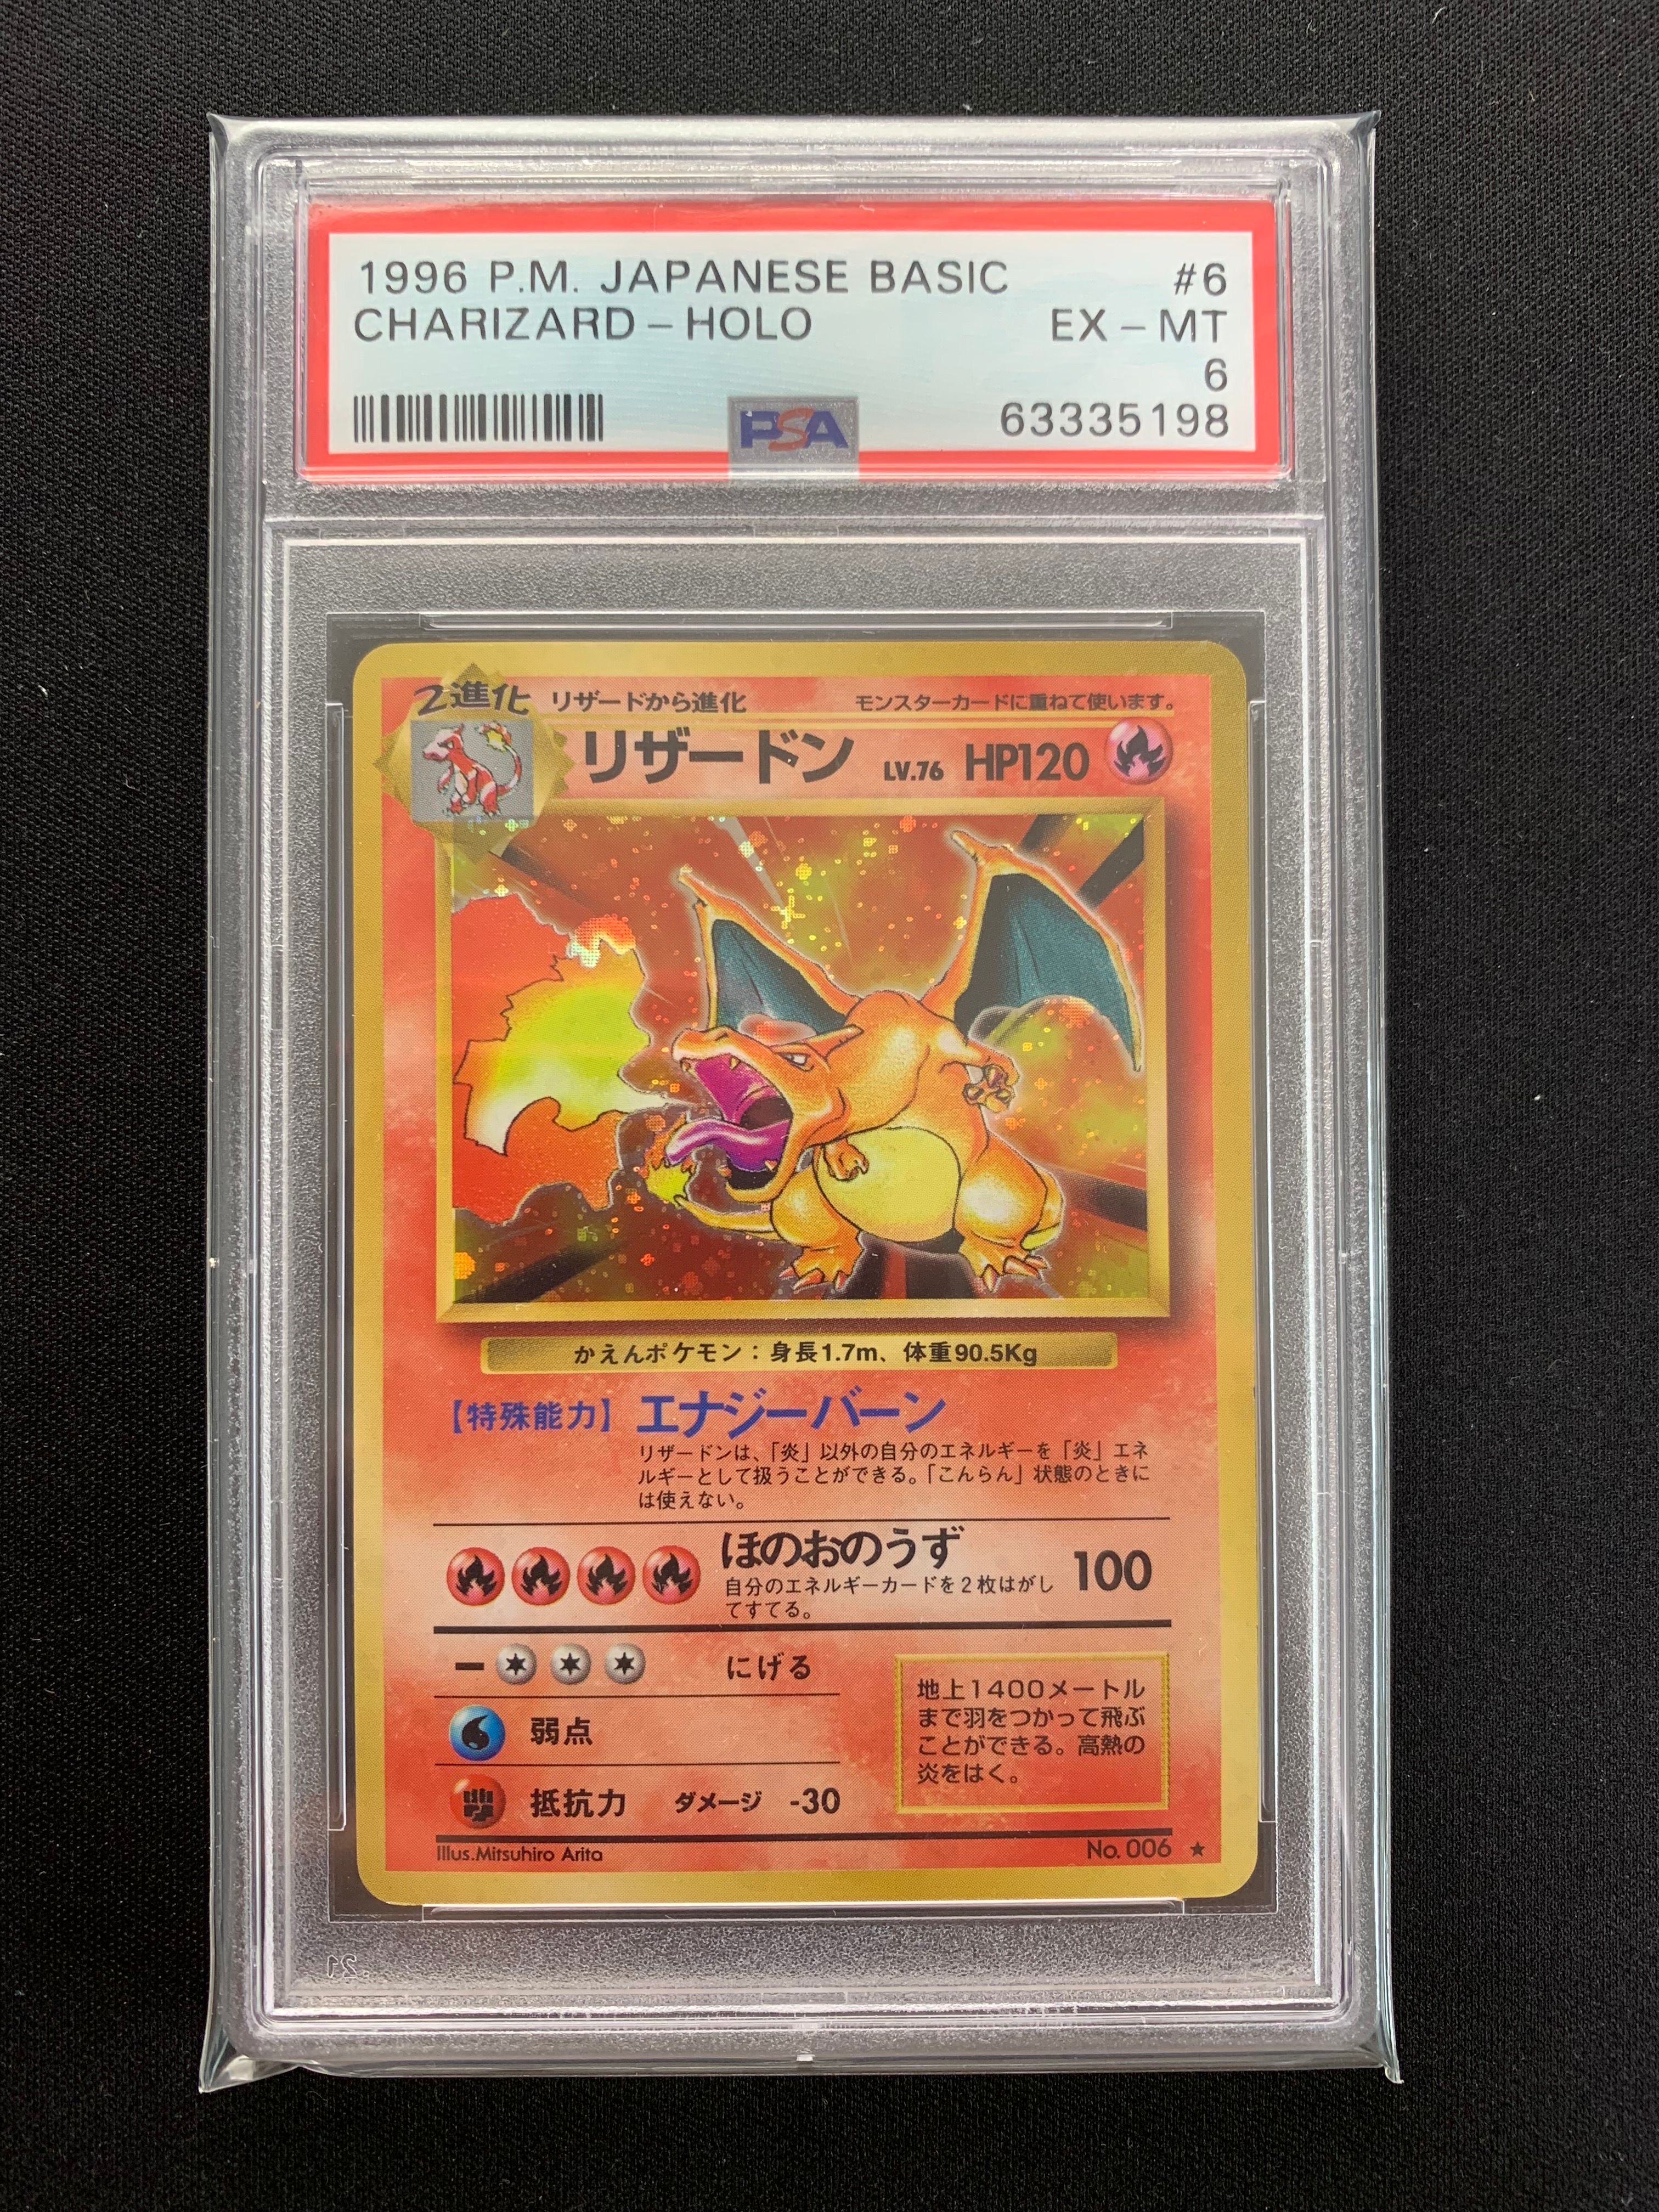 1996 P.M. JAPANESE BASIC #6
CHARIZARD - HOLO EX - MT
6
PSA 63335198
2進化 リザードから進化 モンスターカードに重ねて使います。
リザードン LV.76 HP120
かえんポケモン：身長1.7m、体重90.5Kg
【特殊能力】 エナジーバーン
リザードンは、「炎」以外の自分のエネルギーを「炎」エネ
ルギーとして扱うことができる。「こんらん」状態のときに
は使えない。
ほのおのうず 100
自分のエネルギーカードを2枚はがし
てすてる。
ー にげる
弱点
抵抗力 ダメージ -30
地上1400メートル
まで羽をつかって飛ぶ
ことができる。高熱の
炎をはく。
Illus.Mitsuhiro Arita No. 006 ★